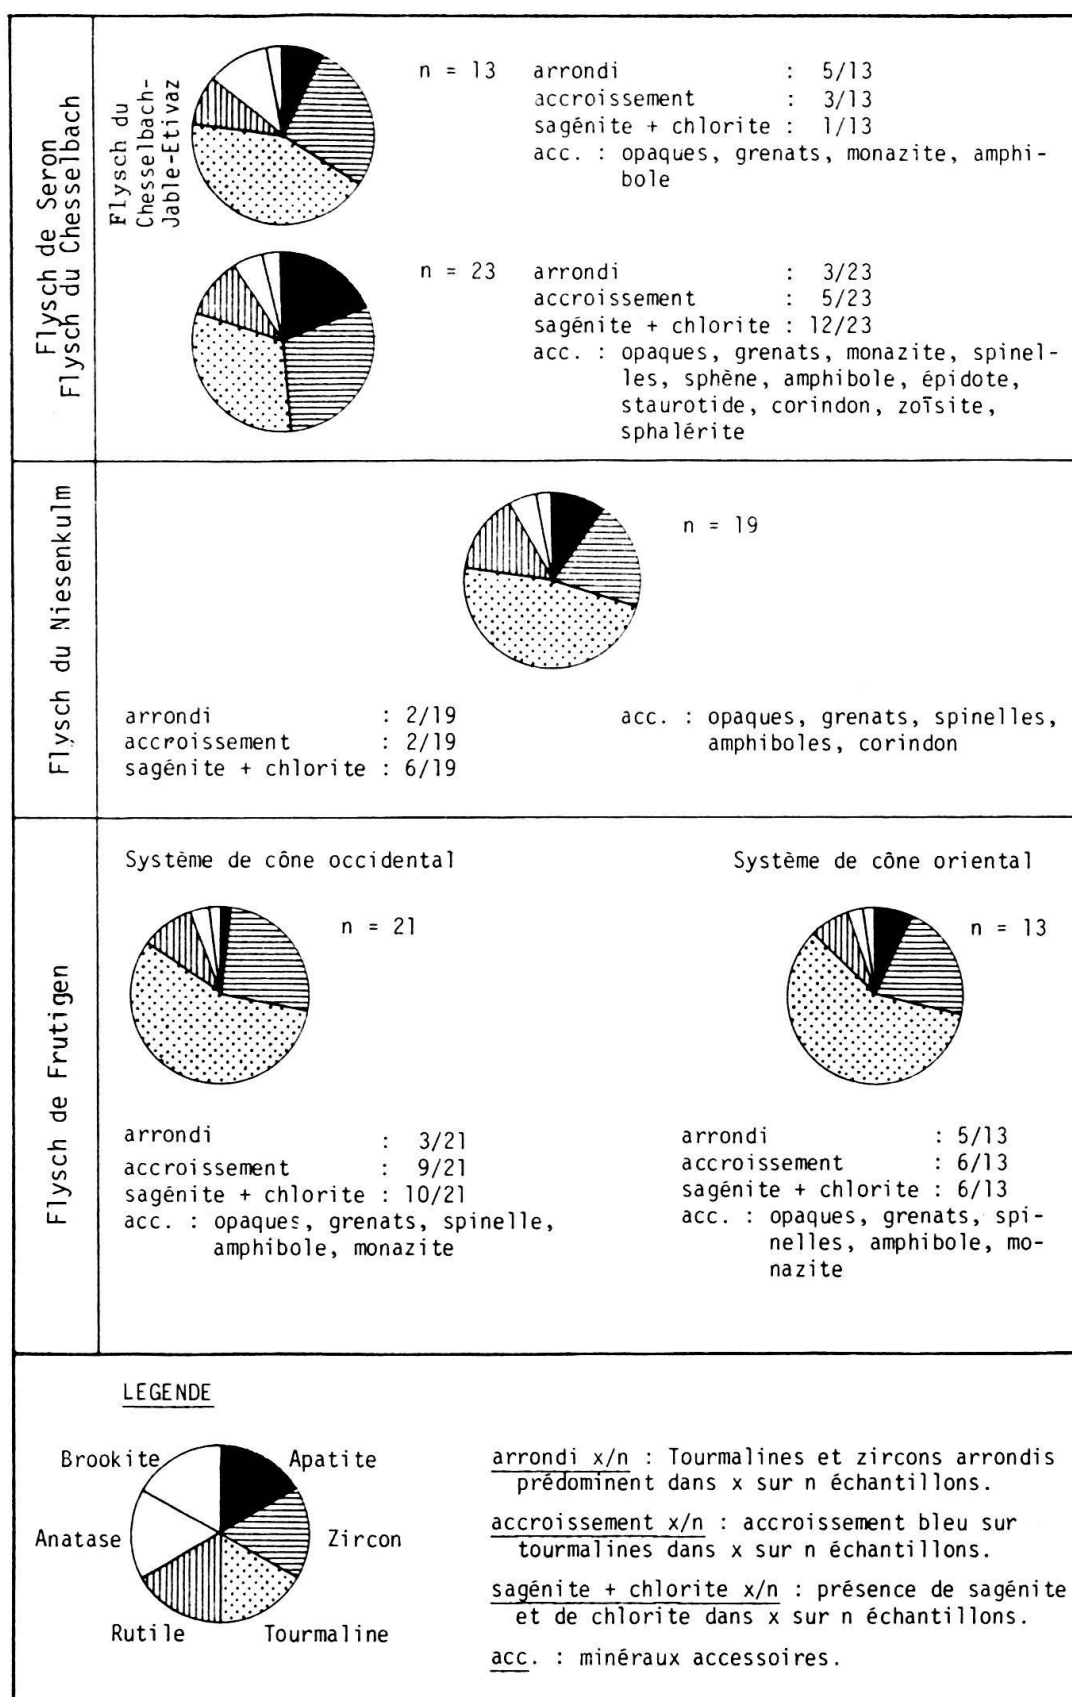 Flysch de Seron
Flysch du Chesselbach
Flysch du
Chesselbach-
Jable-Etivaz
n = 13
arrondi : 5/13
accroissement : 3/13
sagénite + chlorite : 1/13
acc. : opaques, grenats, monazite, amphi-
bole
n = 23
arrondi : 3/23
accroissement : 5/23
sagénite + chlorite : 12/23
acc. : opaques, grenats, monazite, spinel-
les, sphène, amphibole, épidote,
staurotide, corindon, zoïsite,
sphalérite
Flysch du Niesenkulm
n = 19
arrondi : 2/19
accroissement : 2/19
sagénite + chlorite : 6/19
acc. : opaques, grenats, spinelles,
amphiboles, corindon
Flysch de Frutigen
Système de cône occidental
n = 21
arrondi : 3/21
accroissement : 9/21
sagénite + chlorite : 10/21
acc. : opaques, grenats, spinelle,
amphibole, monazite
Système de cône oriental
n = 13
arrondi : 5/13
accroissement : 6/13
sagénite + chlorite : 6/13
acc. : opaques, grenats, spi-
nelles, amphibole, mo-
nazite
LEGENDE
Brookite
Apatite
Anatase
Zircon
Rutile
Tourmaline
arrondi x/n : Tourmalines et zircons arrondis
prédominent dans x sur n échantillons.
accroissement x/n : accroissement bleu sur
tourmalines dans x sur n échantillons.
sagénite + chlorite x/n : présence de sagénite
et de chlorite dans x sur n échantillons.
acc. : minéraux accessoires.